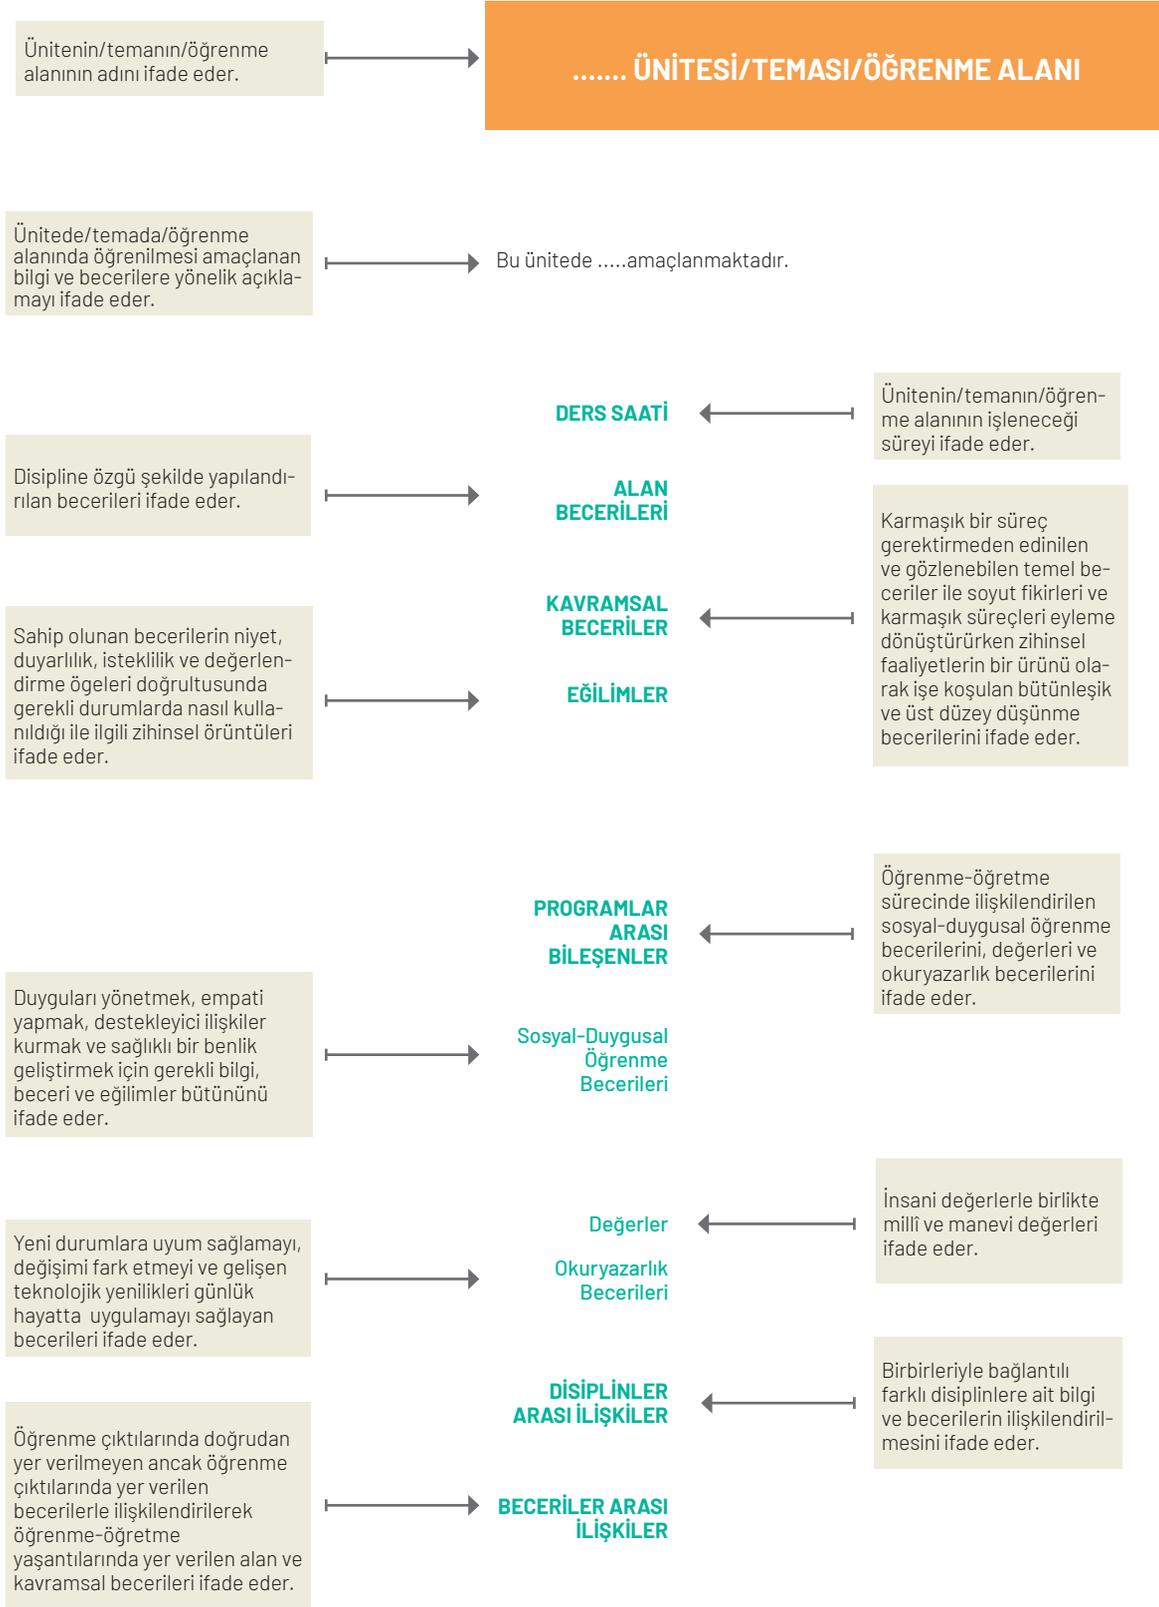 Ünitenin/temanın/öğrenme
alanının adını ifade eder.
....... ÜNİTESİ/TEMASI/ÖĞRENME ALANI
Ünitede/temada/öğrenme
alanında öğrenilmesi amaçlanan
bilgi ve becerilere yönelik açıkla-
mayı ifade eder.
Bu ünitede .....amaçlanmaktadır.
DERS SAATİ
Ünitenin/temanın/öğren-
me alanının işleneceği
süreyi ifade eder.
Disipline özgü şekilde yapılandı-
rılan becerileri ifade eder.
ALAN
BECERİLERİ
KAVRAMSAL
BECERİLER
Karmaşık bir süreç
gerektirmeden edinilen
ve gözlenebilen temel be-
ceriler ile soyut fikirleri ve
karmaşık süreçleri eyleme
dönüştürürken zihinsel
faaliyetlerin bir ürünü ola-
rak işe koşulan bütünleşik
ve üst düzey düşünme
becerilerini ifade eder.
Sahip olunan becerilerin niyet,
duyarlılık, isteklilik ve değerlen-
dirme ögeleri doğrultusunda
gerekli durumlarda nasıl kulla-
nıldığı ile ilgili zihinsel örüntüleri
ifade eder.
EĞİLİMLER
PROGRAMLAR
ARASI
BİLEŞENLER
Öğrenme-öğretme
sürecinde ilişkilendirilen
sosyal-duygusal öğrenme
becerilerini, değerleri ve
okuryazarlık becerilerini
ifade eder.
Duyguları yönetmek, empati
yapmak, destekleyici ilişkiler
kurmak ve sağlıklı bir benlik
geliştirmek için gerekli bilgi,
beceri ve eğilimler bütününü
ifade eder.
Sosyal-Duygusal
Öğrenme
Becerileri
Değerler
İnsani değerlerle birlikte
millî ve manevi değerleri
ifade eder.
Yeni durumlara uyum sağlamayı,
değişimi fark etmeyi ve gelişen
teknolojik yenilikleri günlük
hayatta  uygulamayı sağlayan
becerileri ifade eder.
Okuryazarlık
Becerileri
DİSİPLİNLER
ARASI İLİŞKİLER
Birbirleriyle bağlantılı
farklı disiplinlere ait bilgi
ve becerilerin ilişkilendiril-
mesini ifade eder.
Öğrenme çıktılarında doğrudan
yer verilmeyen ancak öğrenme
çıktılarında yer verilen
becerilerle ilişkilendirilerek
öğrenme-öğretme
yaşantılarında yer verilen alan ve
kavramsal becerileri ifade eder.
BECERİLER ARASI
İLİŞKİLER